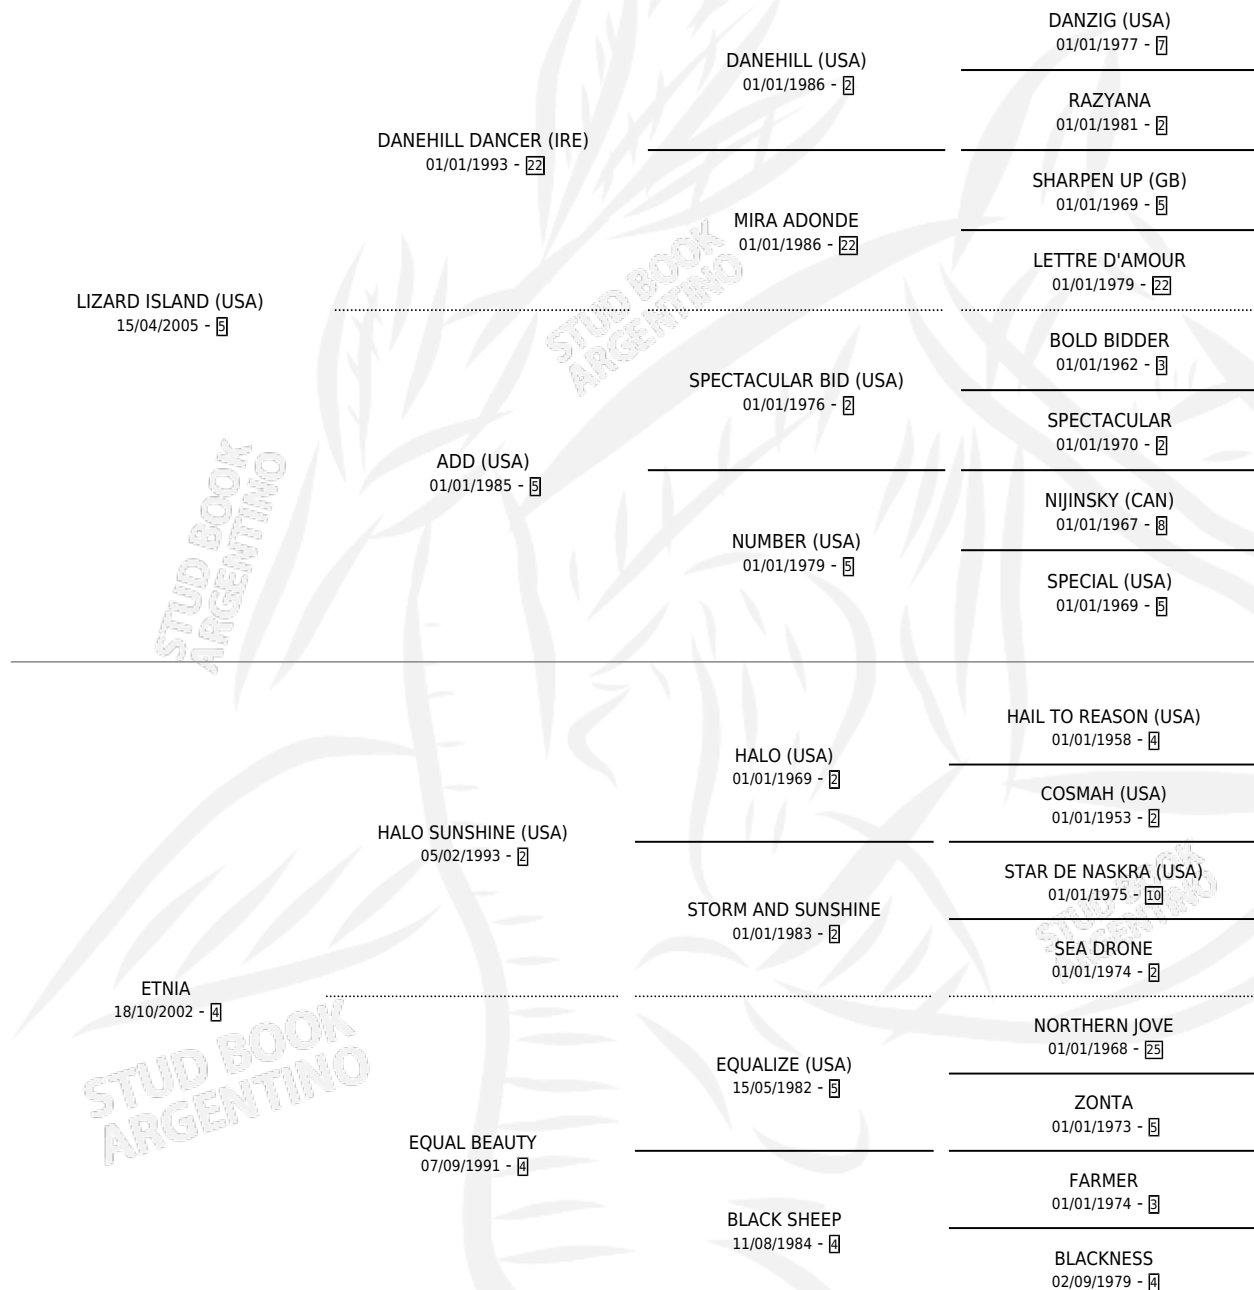 DANZIG (USA)
01/01/1977 - 7
DANEHILL (USA)
01/01/1986 - 2
RAZYANA
01/01/1981 - 2
DANEHILL DANCER (IRE)
01/01/1993 - 22
SHARPEN UP (GB)
01/01/1969 - 5
MIRA ADONDE
01/01/1986 - 22
LETTRE D'AMOUR
01/01/1979 - 22
LIZARD ISLAND (USA)
15/04/2005 - 5
BOLD BIDDER
01/01/1962 - 3
SPECTACULAR BID (USA)
01/01/1976 - 2
SPECTACULAR
01/01/1970 - 2
ADD (USA)
01/01/1985 - 5
NIJINSKY (CAN)
01/01/1967 - 8
NUMBER (USA)
01/01/1979 - 5
SPECIAL (USA)
01/01/1969 - 5
HAIL TO REASON (USA)
01/01/1958 - 4
HALO (USA)
01/01/1969 - 2
COSMAH (USA)
01/01/1953 - 2
HALO SUNSHINE (USA)
05/02/1993 - 2
STAR DE NASKRA (USA)
01/01/1975 - 10
STORM AND SUNSHINE
01/01/1983 - 2
SEA DRONE
01/01/1974 - 2
ETNIA
18/10/2002 - 4
NORTHERN JOVE
01/01/1968 - 25
EQUALIZE (USA)
15/05/1982 - 5
ZONTA
01/01/1973 - 5
EQUAL BEAUTY
07/09/1991 - 4
FARMER
01/01/1974 - 3
BLACK SHEEP
11/08/1984 - 4
BLACKNESS
02/09/1979 - 4
STUD BOOK
ARGENTINO
STUD BOOK
ARGENTINO
STUD BOOK
ARGENTINO
STUD BOOK
ARGENTINO